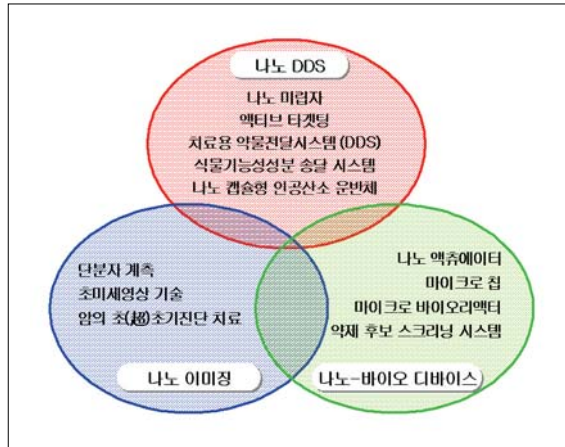 나노 DDS
나노 미립자
액티브 타겟팅
치료용 약물전달시스템(DDS)
식물기능성성분 송달 시스템
나노 캡슐형 인공산소 운반체
단분자 계측
초미세영상 기술
암의 초(超)초기진단 치료
나노 이미징
나노 액츄에이터
마이크로 칩
마이크로 바이오리액터
약제 후보 스크리닝 시스템
나노-바이오 디바이스